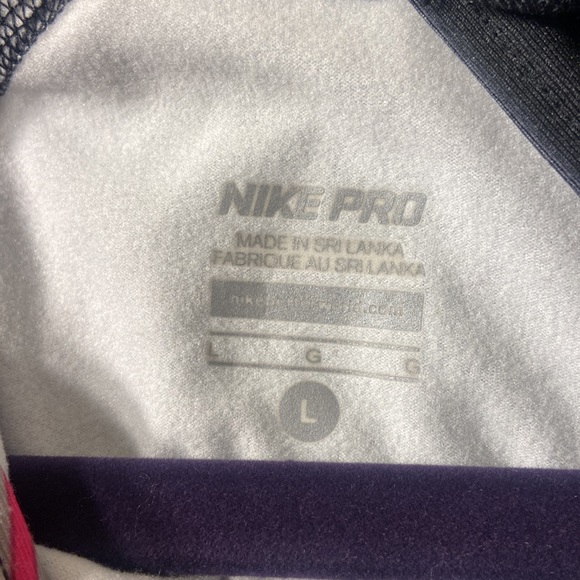 NIKE PRO
MADE IN SRI LANKA
FABRIQUE AU SRI LANKA
L G G
L